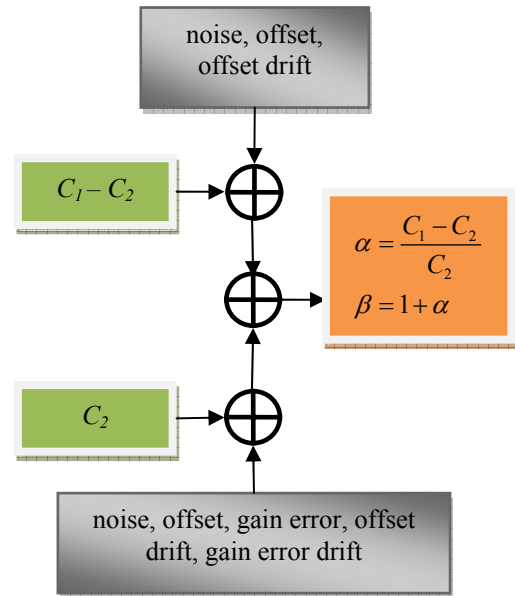 noise, offset,
offset drift
C₁ – C₂
α = (C₁ − C₂) / C₂
β = 1 + α
C₂
noise, offset, gain error, offset
drift, gain error drift